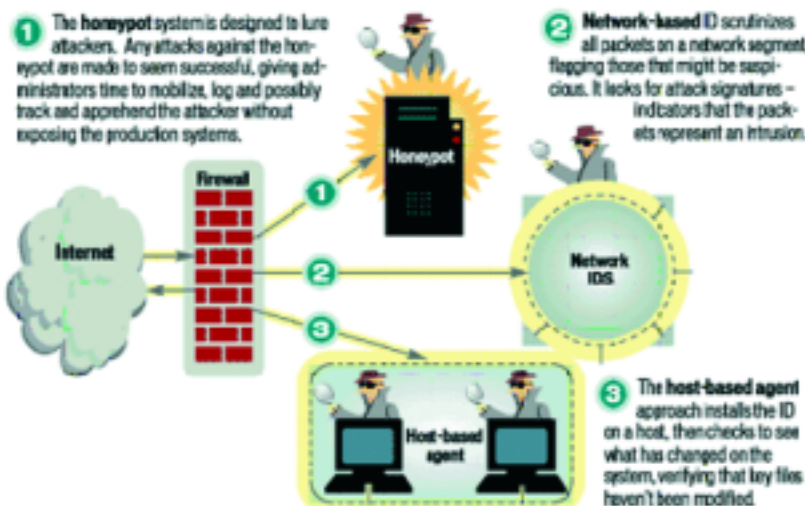 1 The honeypot system is designed to lure
attackers. Any attacks against the hon-
eypot are made to seem successful, giving ad-
ministrators time to mobilize, log and possibly
track and apprehend the attacker without
exposing the production systems.
2 Network-based ID scrutinizes
all packets on a network segment,
flagging those that might be suspi-
cious. It looks for attack signatures –
indicators that the pack-
ets represent an intrusion.
Honeypot
Firewall
1
Internet
2
Network
IDS
3
Host-based
agent
3 The host-based agent
approach installs the ID
on a host, then checks to see
what has changed on the
system, verifying that key files
haven't been modified.